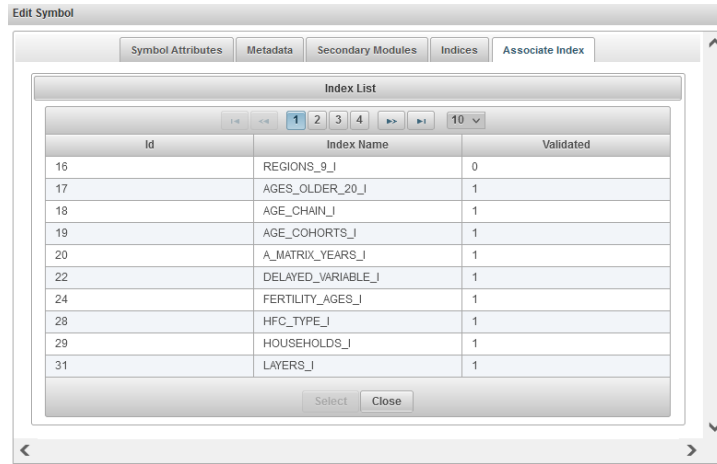 Edit Symbol
Symbol Attributes Metadata Secondary Modules Indices Associate Index
Index List
1 2 3 4 10
Id Index Name Validated
16 REGIONS_9_I 0
17 AGES_OLDER_20_I 1
18 AGE_CHAIN_I 1
19 AGE_COHORTS_I 1
20 A_MATRIX_YEARS_I 1
22 DELAYED_VARIABLE_I 1
24 FERTILITY_AGES_I 1
28 HFC_TYPE_I 1
29 HOUSEHOLDS_I 1
31 LAYERS_I 1
Select Close